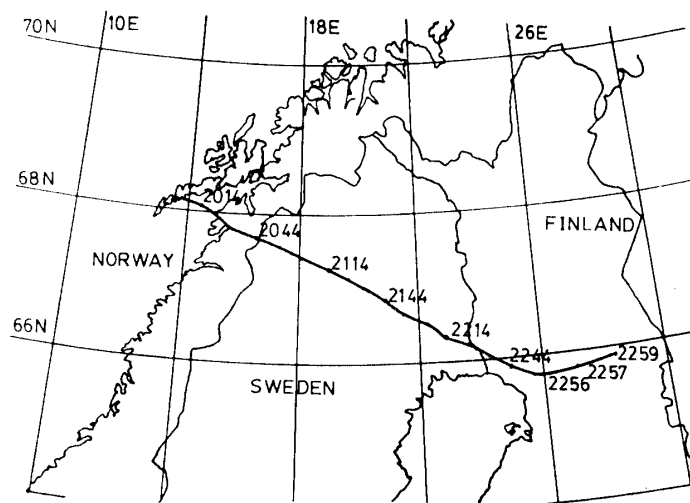 70N
10E
18E
26E
68N
2014
2044
NORWAY
2114
FINLAND
2144
66N
2214
2244
2259
2257
2256
SWEDEN